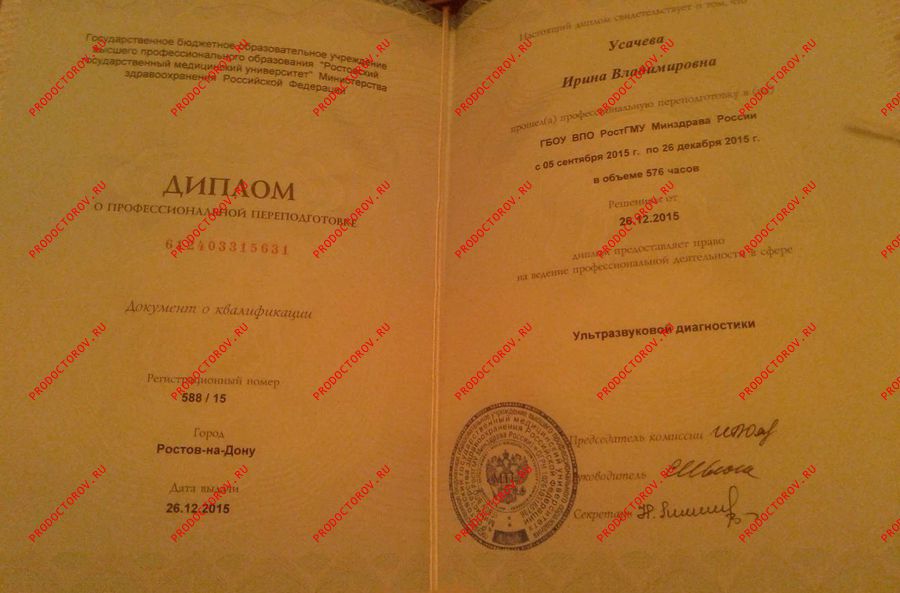 Государственное бюджетное образовательное учреждение
высшего профессионального образования "Ростовский
государственный медицинский университет" Министерства
здравоохранения Российской Федерации
ДИПЛОМ
О ПРОФЕССИОНАЛЬНОЙ ПЕРЕПОДГОТОВКЕ
612403315631
Документ о квалификации
Регистрационный номер
588 / 15
Город
Ростов-на-Дону
Дата выдачи
26.12.2015
Настоящий диплом свидетельствует о том, что
Усачева
Ирина Владимировна
прошел(а) профессиональную переподготовку в (на)
ГБОУ ВПО РостГМУ Минздрава России
с 05 сентября 2015 г. по 26 декабря 2015 г.
в объеме 576 часов
Решением от
26.12.2015
диплом предоставляет право
на ведение профессиональной деятельности в сфере
Ультразвуковой диагностики
Председатель комиссии
Руководитель
Секретарь
М.П.
PRODOCTOROV.RU